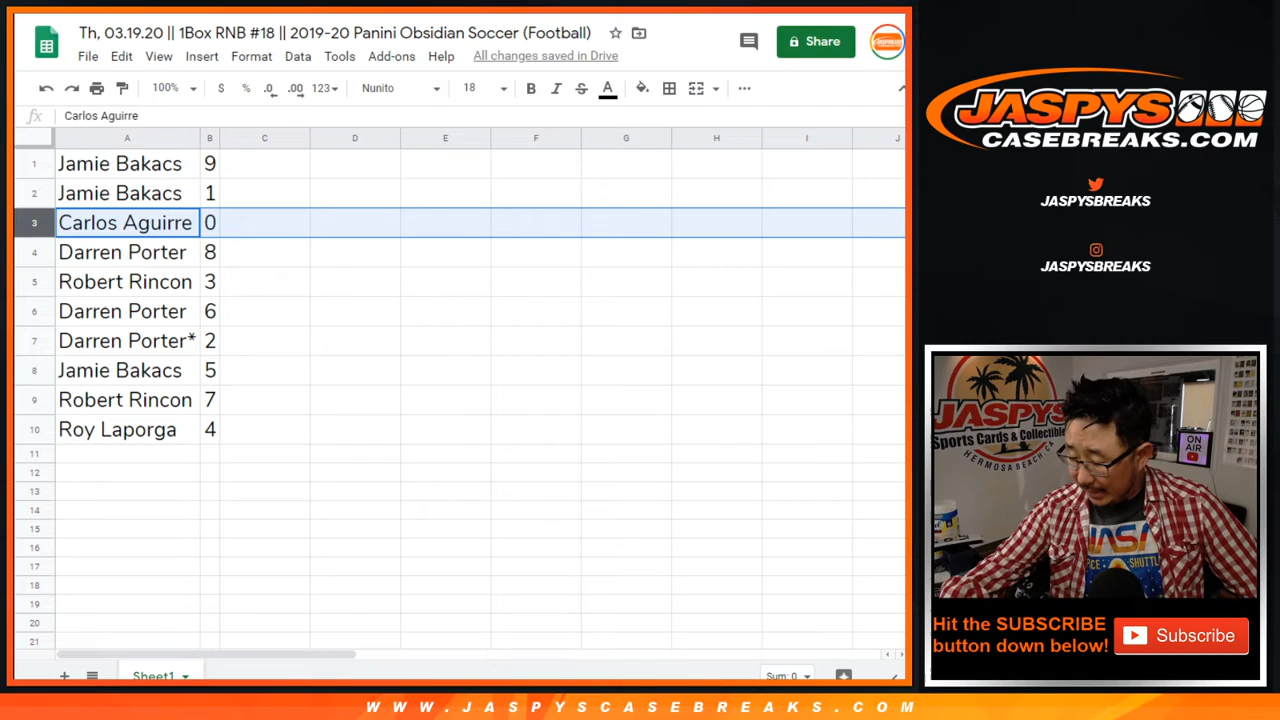 Th, 03.19.20 || 1Box RNB #18 || 2019-20 Panini Obsidian Soccer (Football)
File Edit View Insert Format Data Tools Add-ons Help All changes saved in Drive
Share
100% $ % .0 .00 123 Nunito 18 B I S A
fx Carlos Aguirre
A B C D E F G H I J
1 Jamie Bakacs 9
2 Jamie Bakacs 1
3 Carlos Aguirre 0
4 Darren Porter 8
5 Robert Rincon 3
6 Darren Porter 6
7 Darren Porter* 2
8 Jamie Bakacs 5
9 Robert Rincon 7
10 Roy Laporga 4
11
12
13
14
15
16
17
18
19
20
21
Sheet1
Sum: 0
JASPYS
CASEBREAKS.COM
JASPYSBREAKS
JASPYSBREAKS
JASPYS
Sports Cards & Collectibles
HERMOSA BEACH CA
ON
AIR
NASA
SHUTTL
Hit the SUBSCRIBE
button down below!
Subscribe
WWW.JASPYSCASEBREAKS.COM